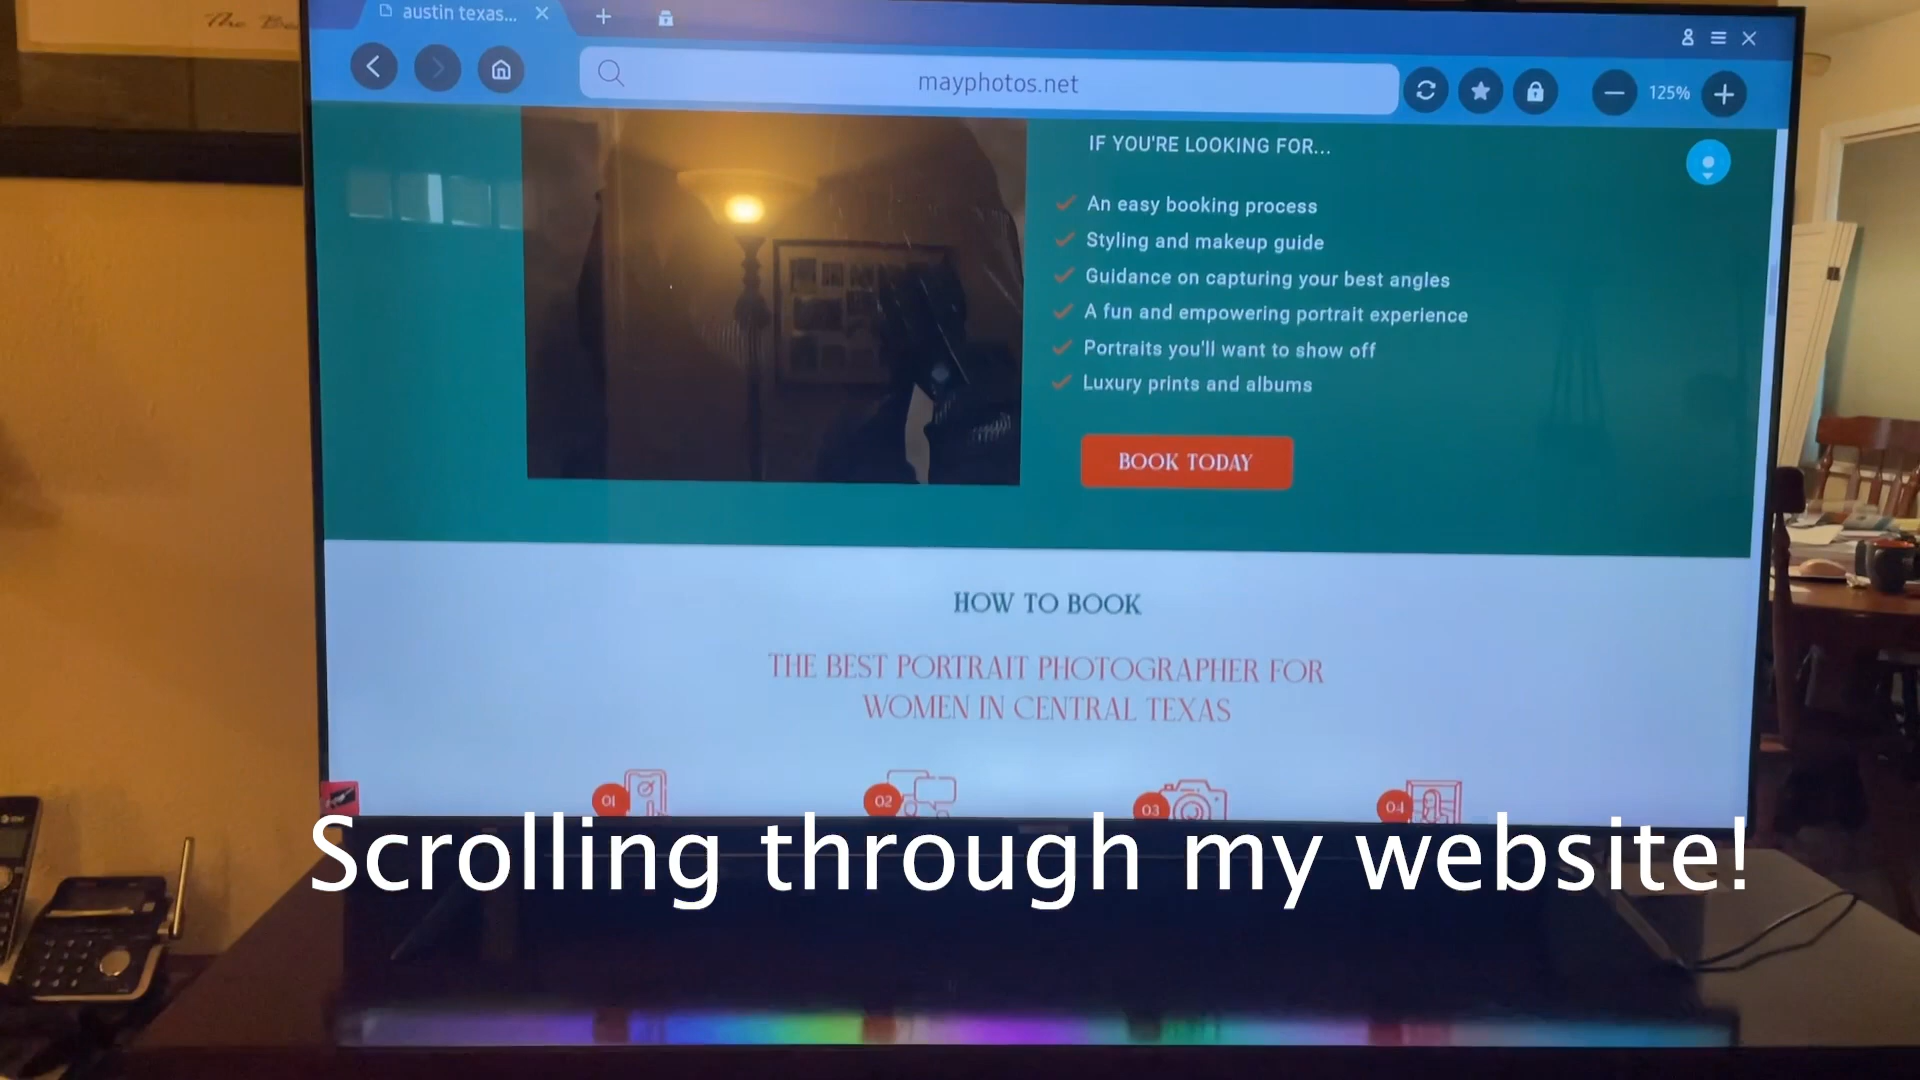 The
austin texas...
mayphotos.net
125%
IF YOU'RE LOOKING FOR...
An easy booking process
Styling and makeup guide
Guidance on capturing your best angles
A fun and empowering portrait experience
Portraits you'll want to show off
Luxury prints and albums
BOOK TODAY
HOW TO BOOK
THE BEST PORTRAIT PHOTOGRAPHER FOR
WOMEN IN CENTRAL TEXAS
01 02 03 04
Scrolling through my website!